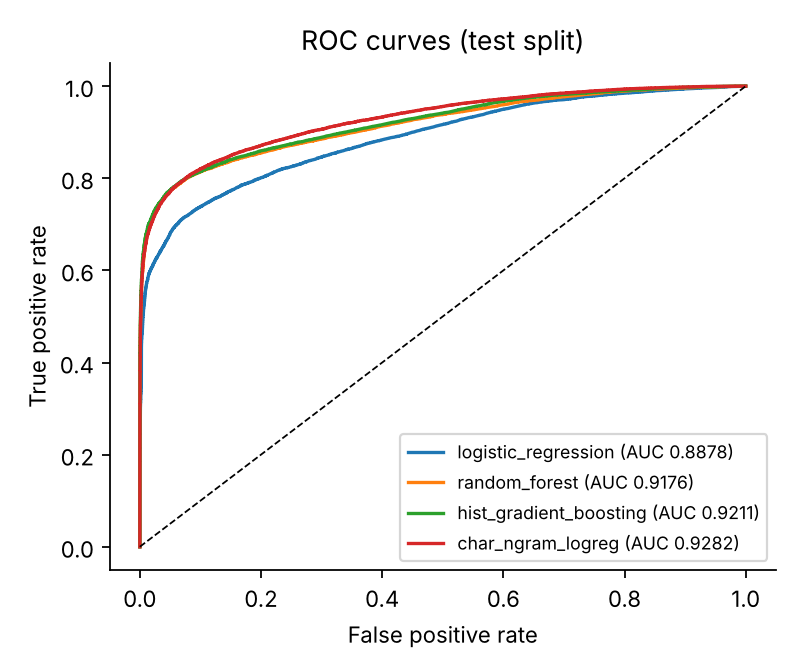 ROC curves (test split)
True positive rate
1.0
0.8
0.6
0.4
0.2
0.0
logistic_regression (AUC 0.8878)
random_forest (AUC 0.9176)
hist_gradient_boosting (AUC 0.9211)
char_ngram_logreg (AUC 0.9282)
0.0 0.2 0.4 0.6 0.8 1.0
False positive rate